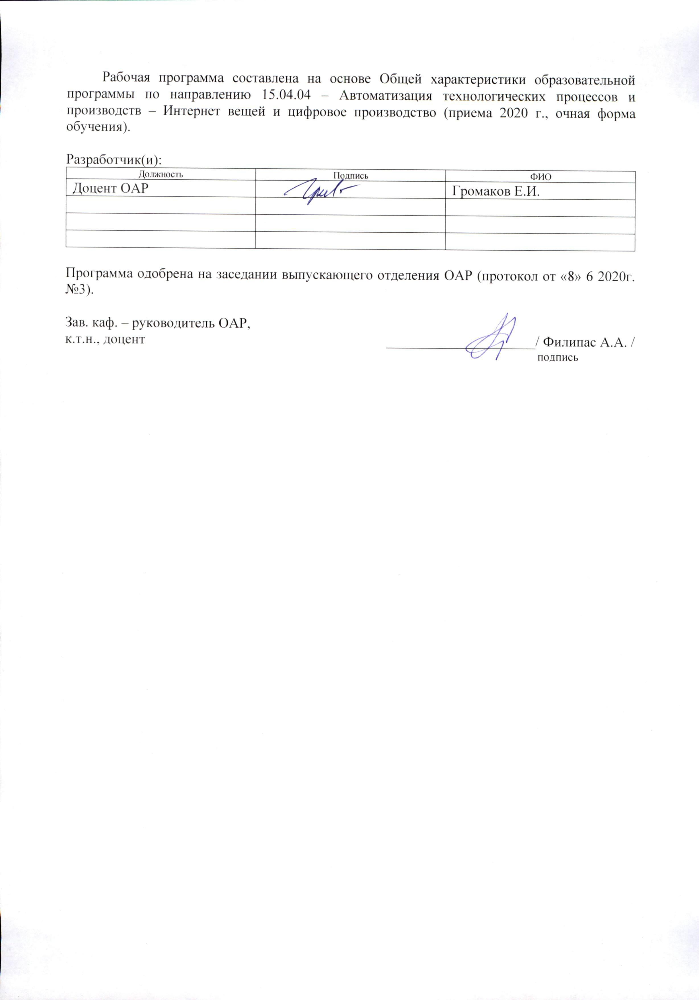 Рабочая программа составлена на основе Общей характеристики образовательной
программы по направлению 15.04.04 – Автоматизация технологических процессов и
производств – Интернет вещей и цифровое производство (приема 2020 г., очная форма
обучения).
Разработчик(и):
Должность Подпись ФИО
Доцент ОАР Громаков Е.И.
Программа одобрена на заседании выпускающего отделения ОАР (протокол от «8» 6 2020г.
№3).
Зав. каф. – руководитель ОАР,
к.т.н., доцент / Филипас А.А. /
подпись